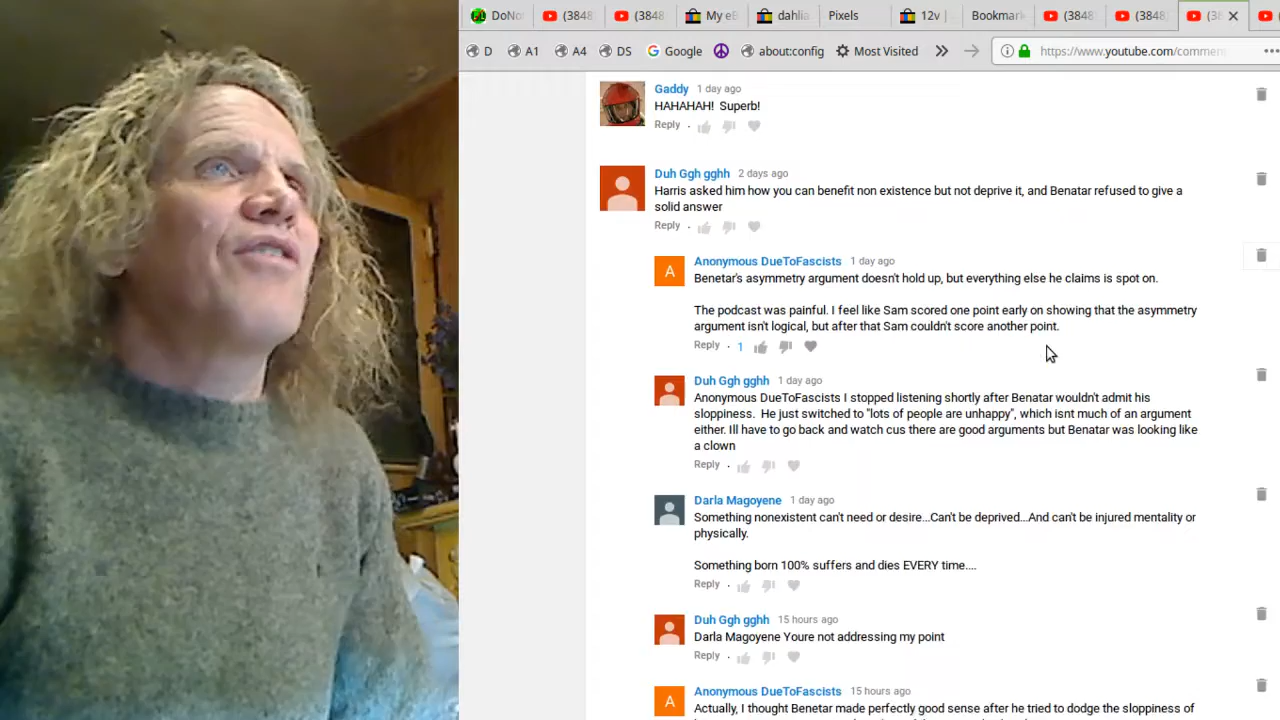 DoNo
(3848
(3848
My eB
dahlia
Pixels
12v
Bookmar
(3848
(3848
(38
D
A1
A4
DS
Google
about:config
Most Visited
https://www.youtube.com/commen
Gaddy 1 day ago
HAHAHAH! Superb!
Reply
Duh Ggh gghh 2 days ago
Harris asked him how you can benefit non existence but not deprive it, and Benatar refused to give a
solid answer
Reply
A
Anonymous DueToFascists 1 day ago
Benetar's asymmetry argument doesn't hold up, but everything else he claims is spot on.
The podcast was painful. I feel like Sam scored one point early on showing that the asymmetry
argument isn't logical, but after that Sam couldn't score another point.
Reply · 1
Duh Ggh gghh 1 day ago
Anonymous DueToFascists I stopped listening shortly after Benatar wouldn't admit his
sloppiness. He just switched to "lots of people are unhappy", which isnt much of an argument
either. Ill have to go back and watch cus there are good arguments but Benatar was looking like
a clown
Reply
Darla Magoyene 1 day ago
Something nonexistent can't need or desire...Can't be deprived...And can't be injured mentality or
physically.
Something born 100% suffers and dies EVERY time....
Reply
Duh Ggh gghh 15 hours ago
Darla Magoyene Youre not addressing my point
Reply
A
Anonymous DueToFascists 15 hours ago
Actually, I thought Benetar made perfectly good sense after he tried to dodge the sloppiness of